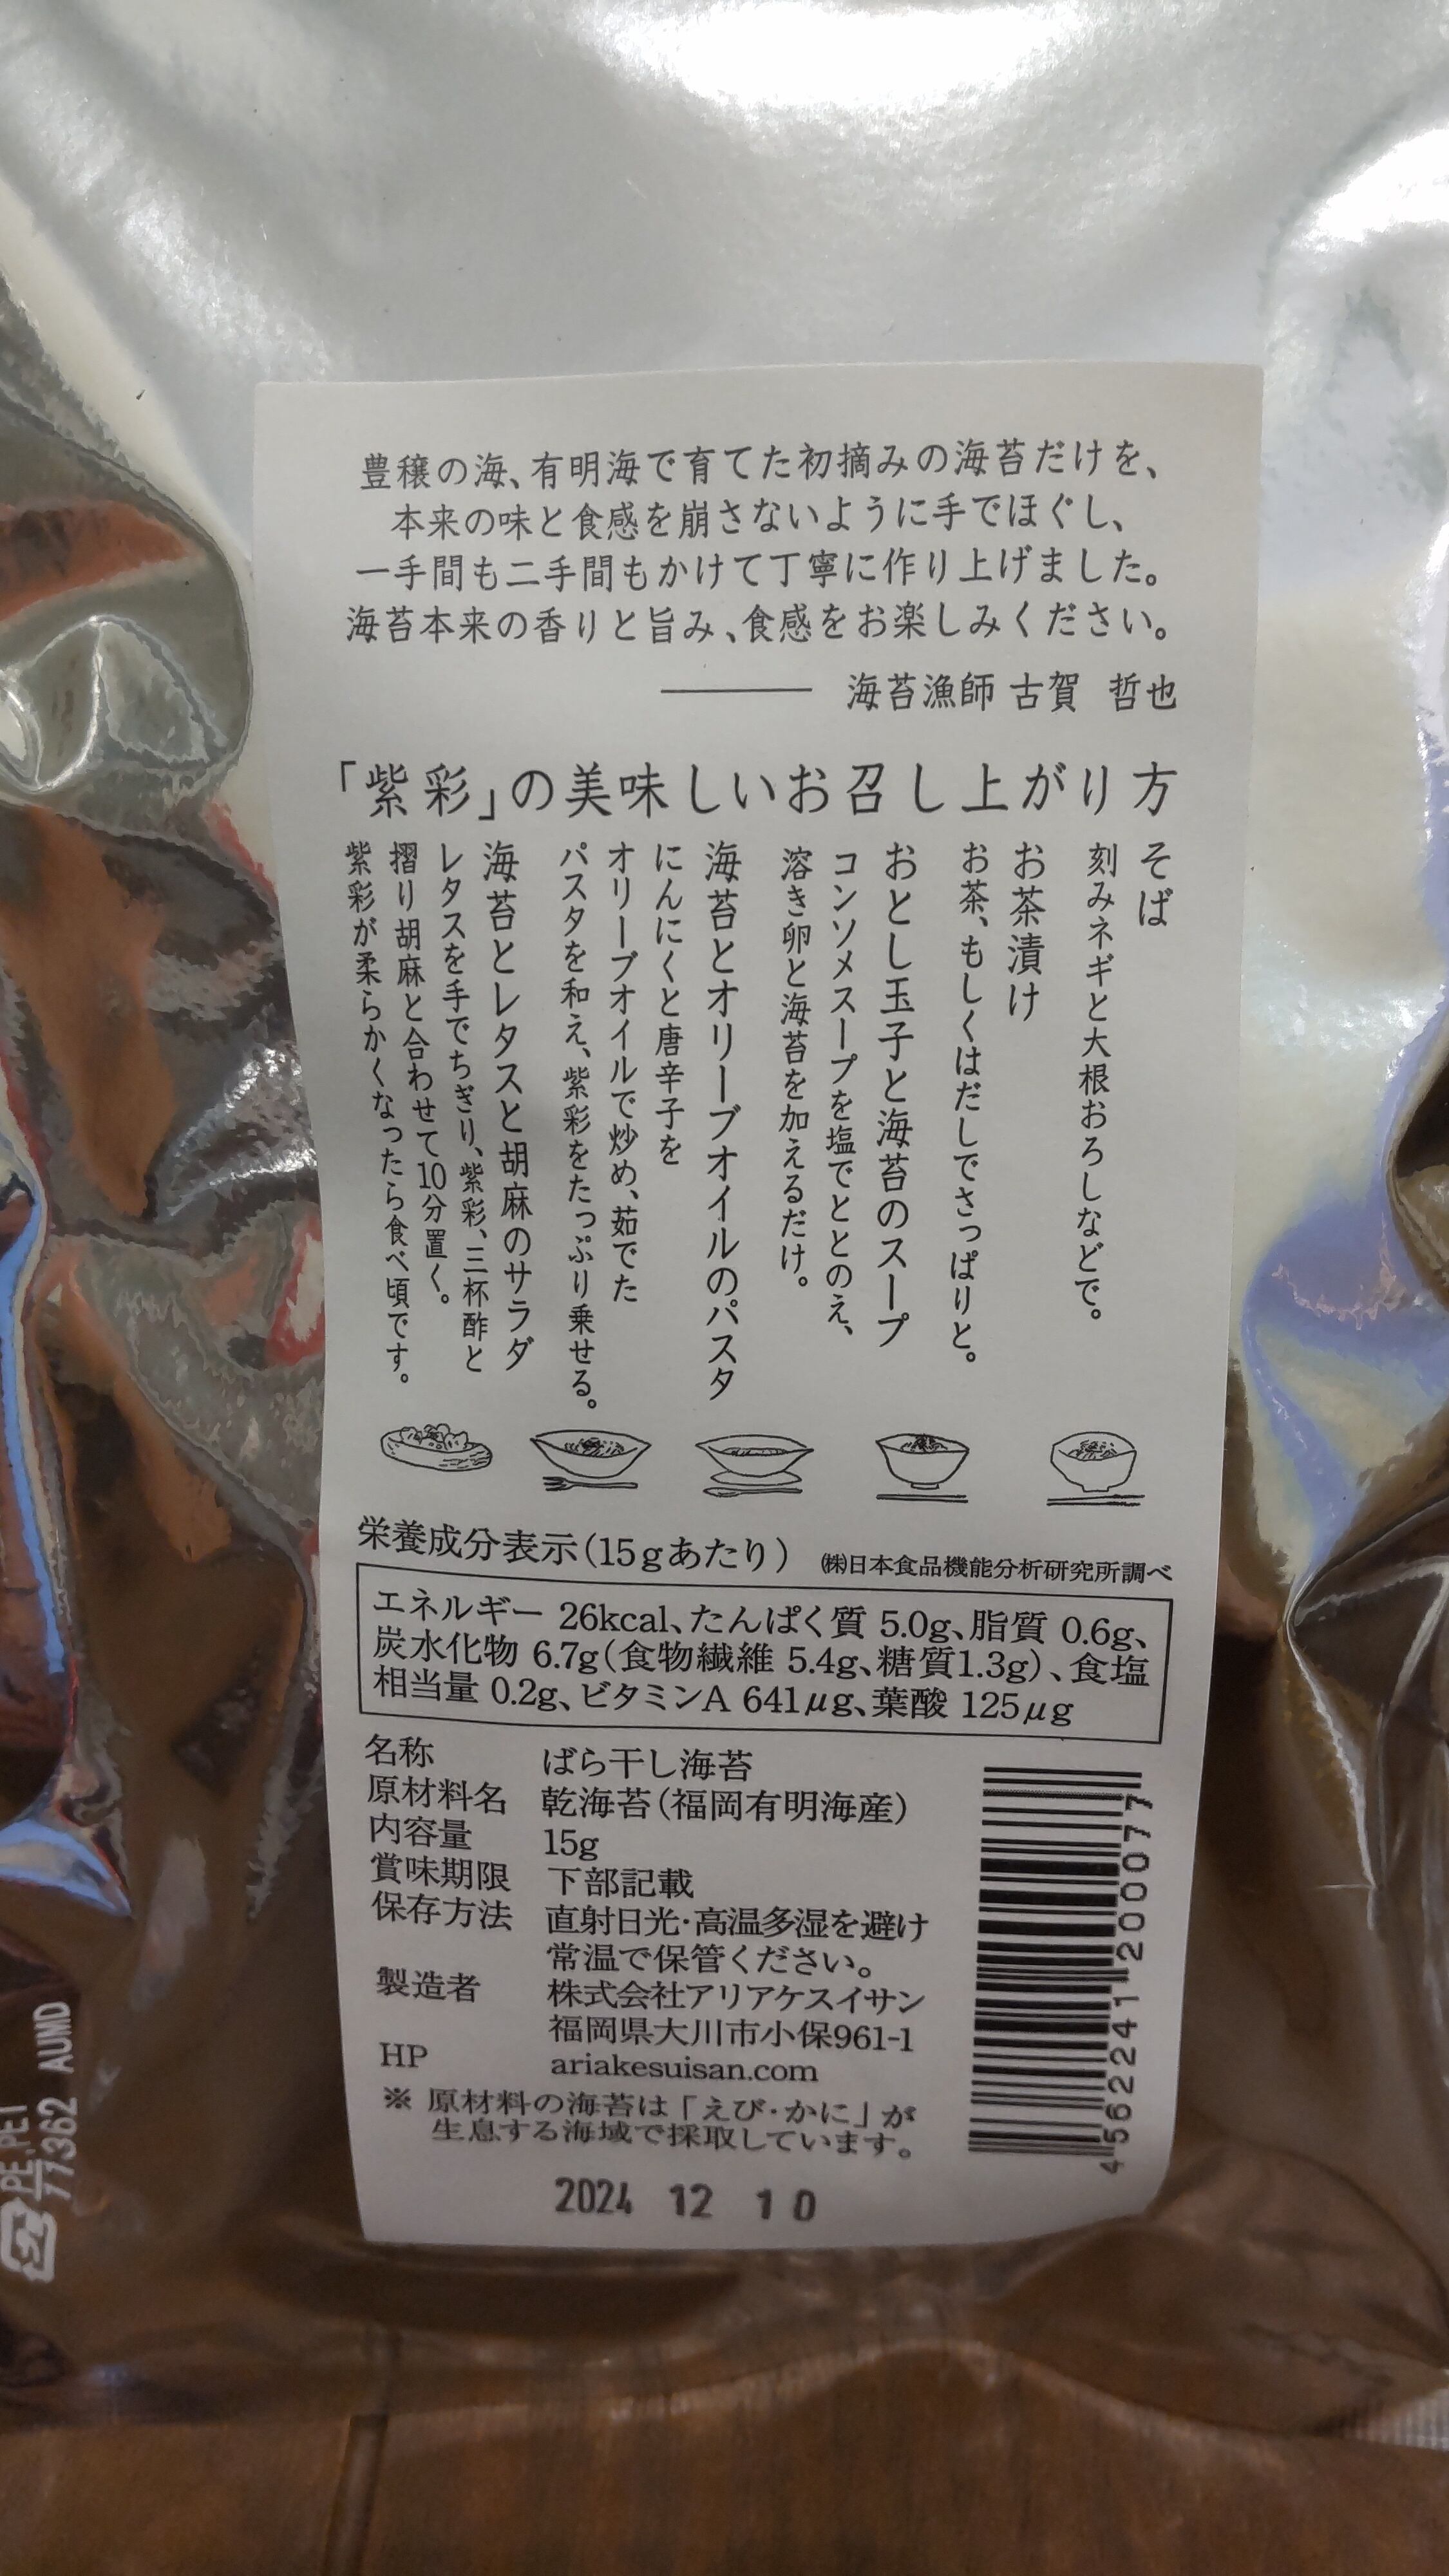 豊穣の海、有明海で育てた初摘みの海苔だけを、
本来の味と食感を崩さないように手でほぐし、
一手間も二手間もかけて丁寧に作り上げました。
海苔本来の香りと旨み、食感をお楽しみください。
海苔漁師 古賀 哲也
「紫彩」の美味しいお召し上がり方
そば
刻みネギと大根おろしなどで。
お茶漬け
お茶、もしくはだしでさっぱりと。
おとし玉子と海苔のスープ
コンソメスープを塩でととのえ、
溶き卵と海苔を加えるだけ。
海苔とオリーブオイルのパスタ
にんにくと唐辛子を
オリーブオイルで炒め、茹でた
パスタを和え、紫彩をたっぷり乗せる。
海苔とレタスと胡麻のサラダ
レタスを手でちぎり、紫彩、三杯酢と
摺り胡麻と合わせて10分置く。
紫彩が柔らかくなったら食べ頃です。
栄養成分表示(15gあたり) ㈱日本食品機能分析研究所調べ
エネルギー 26kcal、たんぱく質 5.0g、脂質 0.6g、
炭水化物 6.7g(食物繊維 5.4g、糖質1.3g)、食塩
相当量 0.2g、ビタミンA 641μg、葉酸 125μg
名称 ばら干し海苔
原材料名 乾海苔(福岡有明海産)
内容量 15g
賞味期限 下部記載
保存方法 直射日光・高温多湿を避け
常温で保管ください。
製造者 株式会社アリアケスイサン
福岡県大川市小保961-1
HP ariakesuisan.com
※ 原材料の海苔は「えび・かに」が
生息する海域で採取しています。
2024 12 10
4562241200077
PE,PET
77362 AUMD